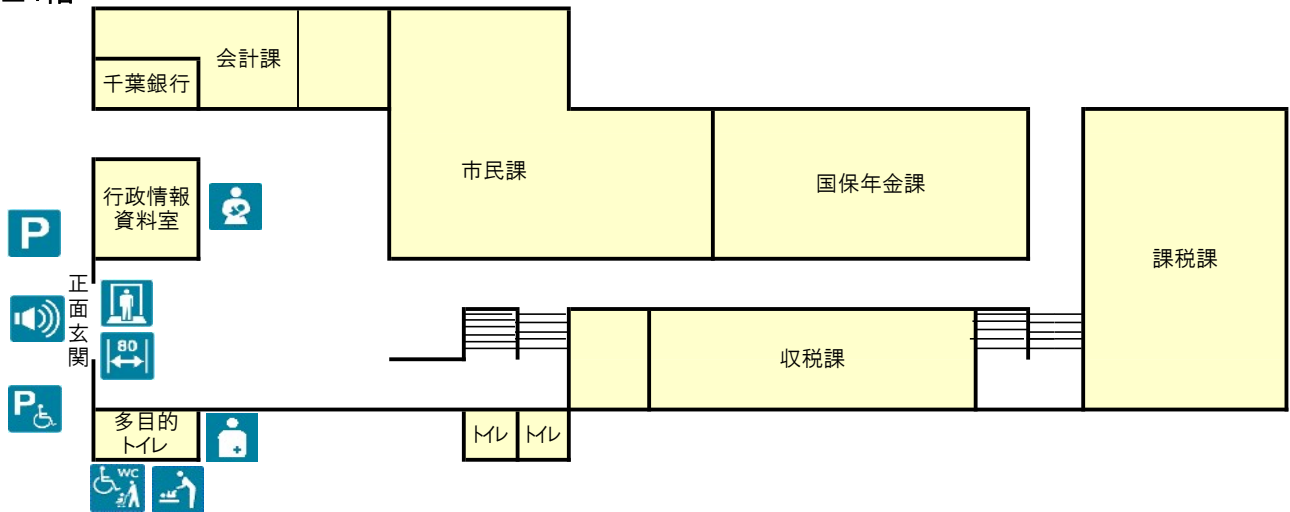 会計課
千葉銀行
市民課
国保年金課
課税課
行政情報
資料室
P
正面玄関
80
収税課
P
多目的
トイレ
トイレ
トイレ
WC